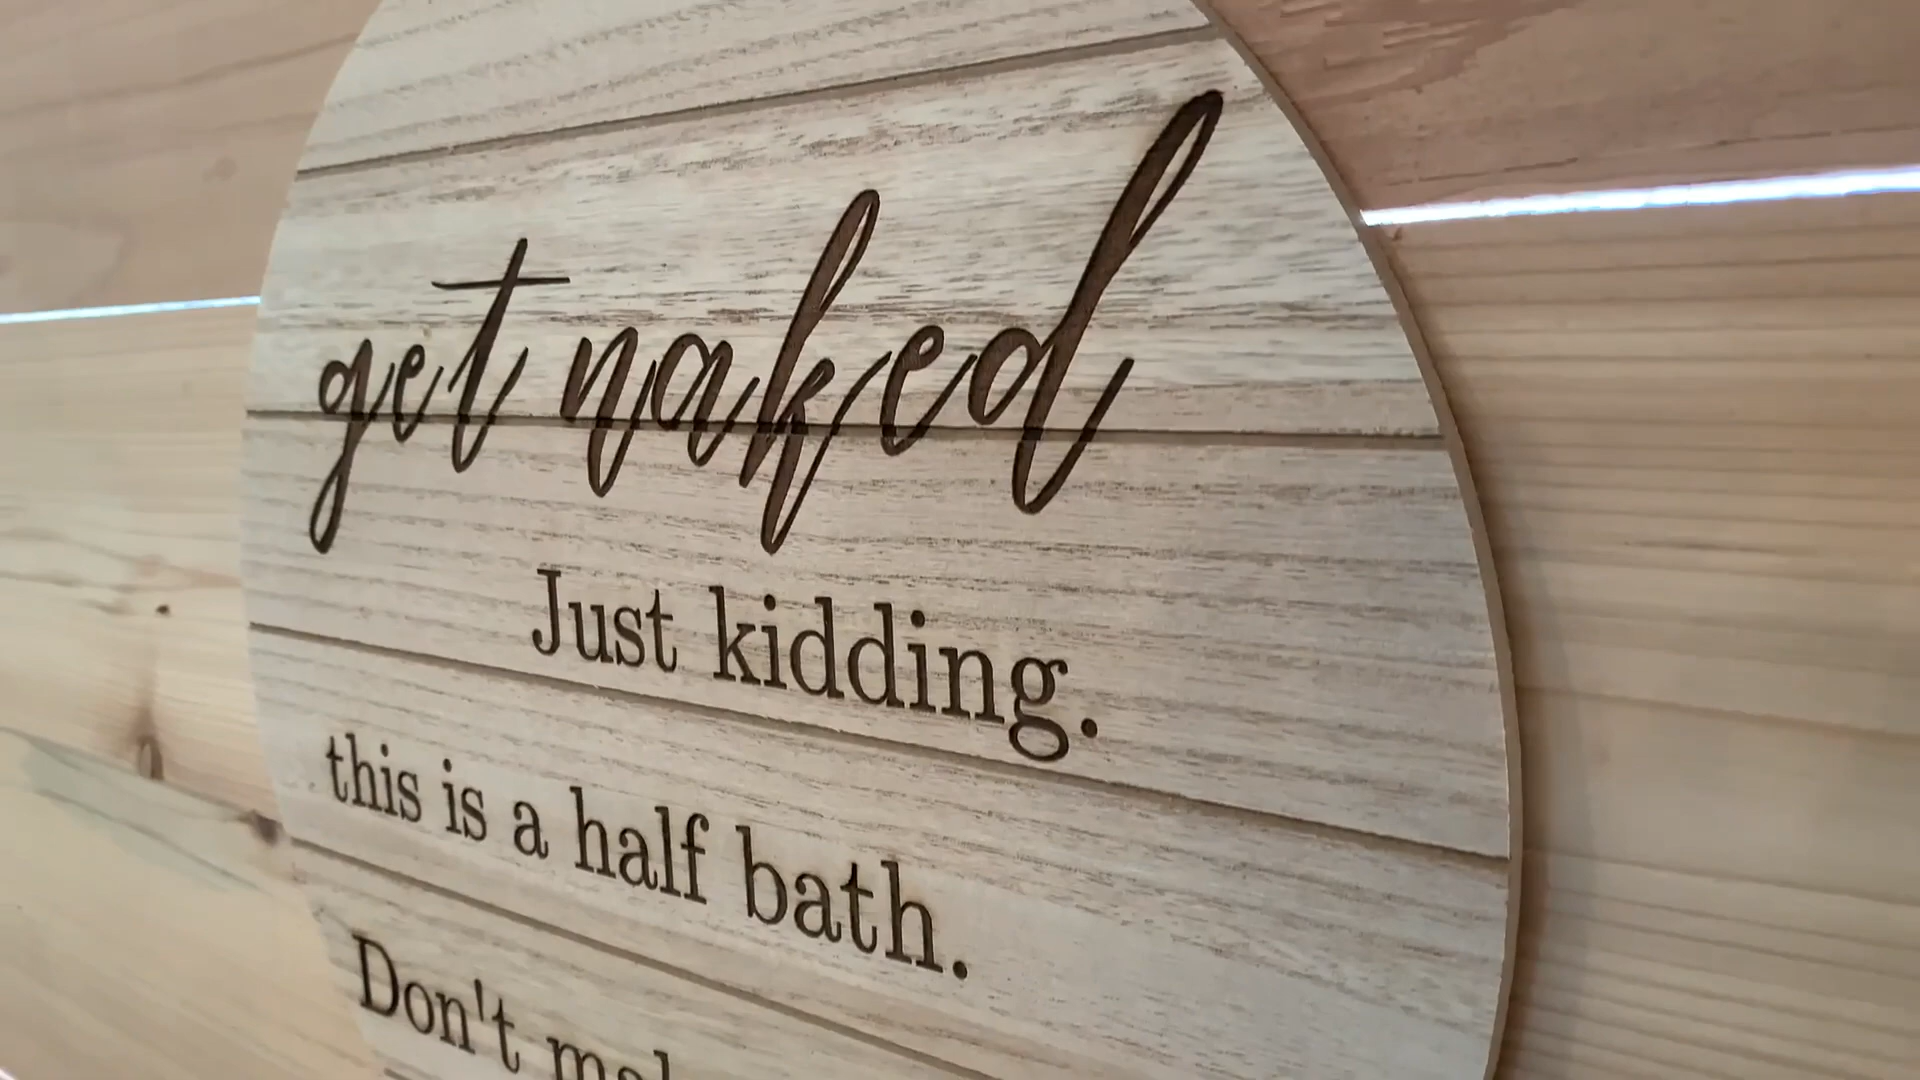 get naked
Just kidding.
this is a half bath.
Don't